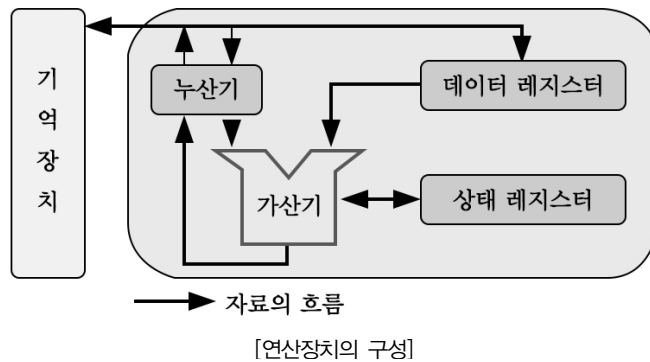 기억장치
누산기
데이터 레지스터
가산기
상태 레지스터
자료의 흐름
[연산장치의 구성]